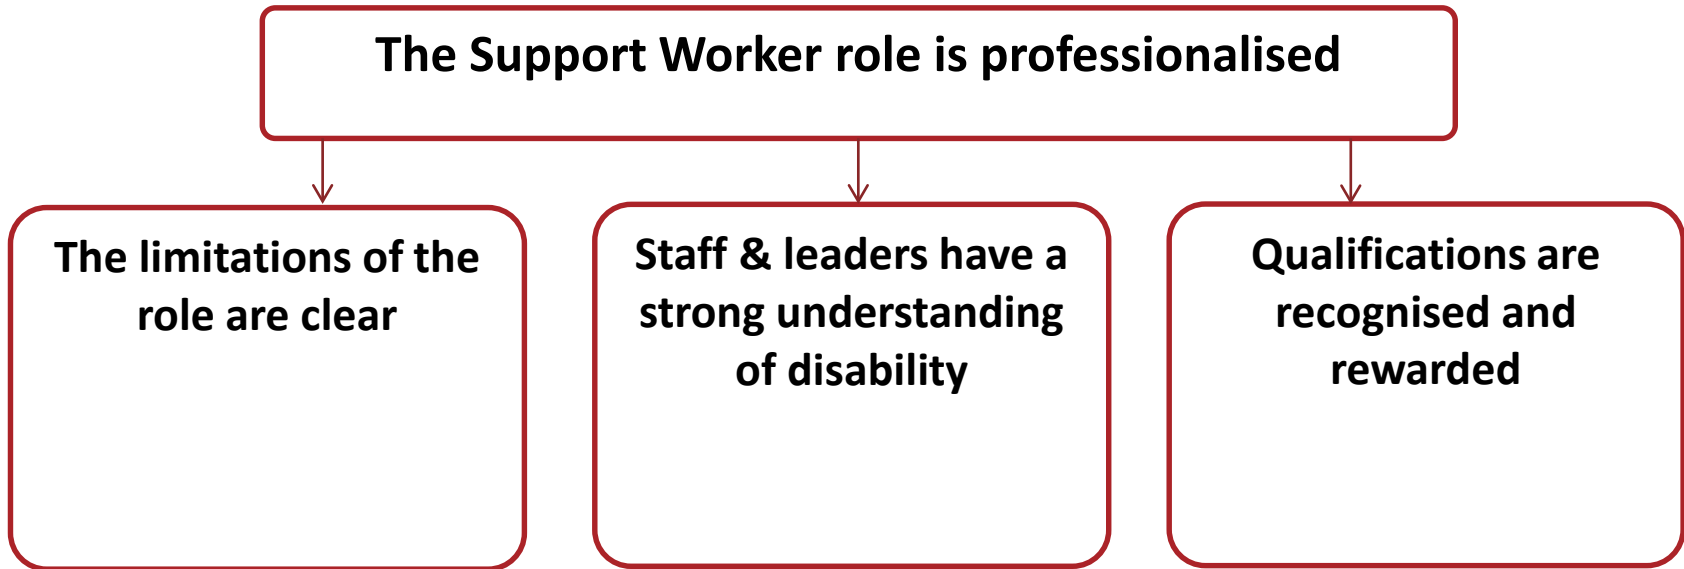 The Support Worker role is professionalised
The limitations of the
role are clear
Staff & leaders have a
strong understanding
of disability
Qualifications are
recognised and
rewarded